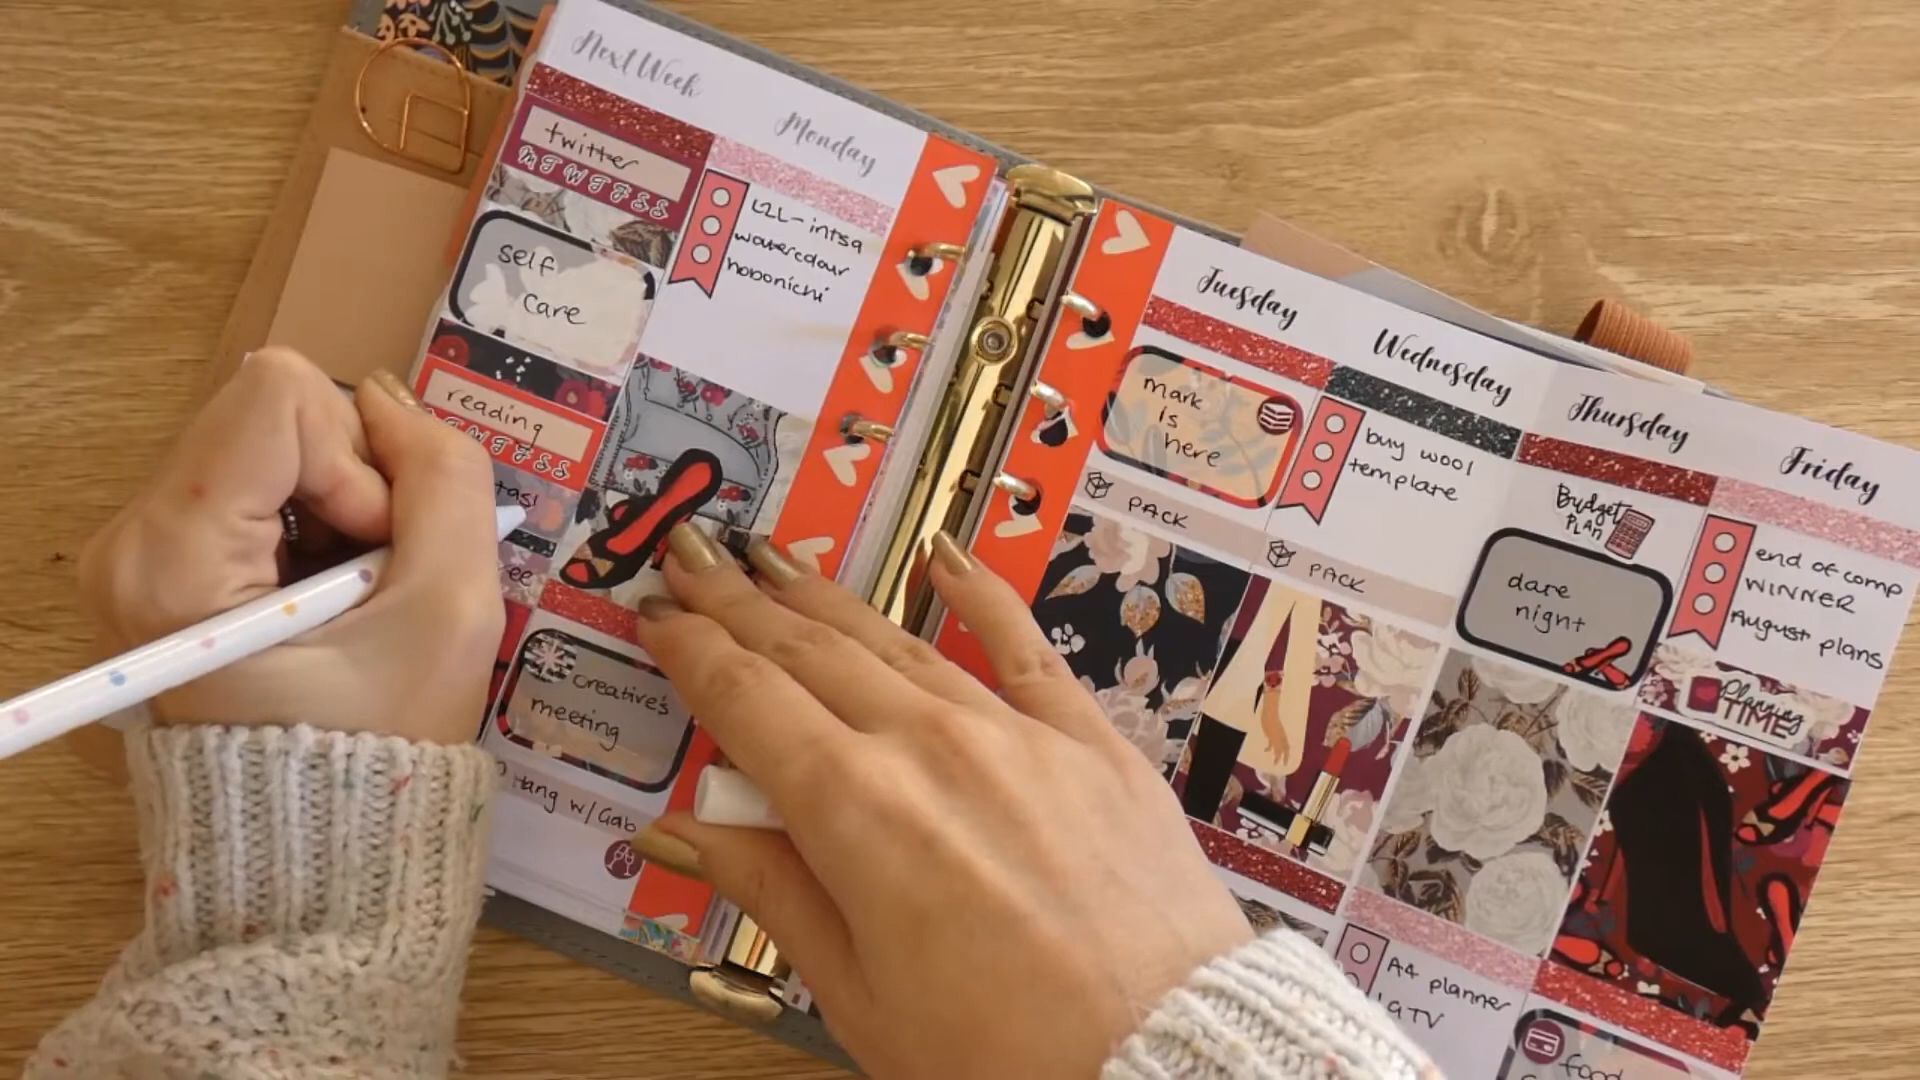 Next Week
twitter
M T W T F S S
self
care
reading
W T F S S
Monday
L2L-intsa
watercolour
hobonichi
creative's
meeting
Hang w/Gab
Tuesday
mark
is
here
PACK
Wednesday
buy wool
template
PACK
Thursday
Budget
PLAN
date
night
A4 planner
Friday
end of comp
WINNER
August plans
Planning
TIME
food